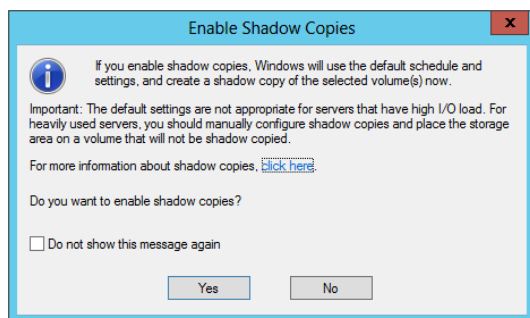 Enable Shadow Copies
x
If you enable shadow copies, Windows will use the default schedule and
settings, and create a shadow copy of the selected volume(s) now.
Important: The default settings are not appropriate for servers that have high I/O load. For
heavily used servers, you should manually configure shadow copies and place the storage
area on a volume that will not be shadow copied.
For more information about shadow copies, click here.
Do you want to enable shadow copies?
Do not show this message again
Yes No